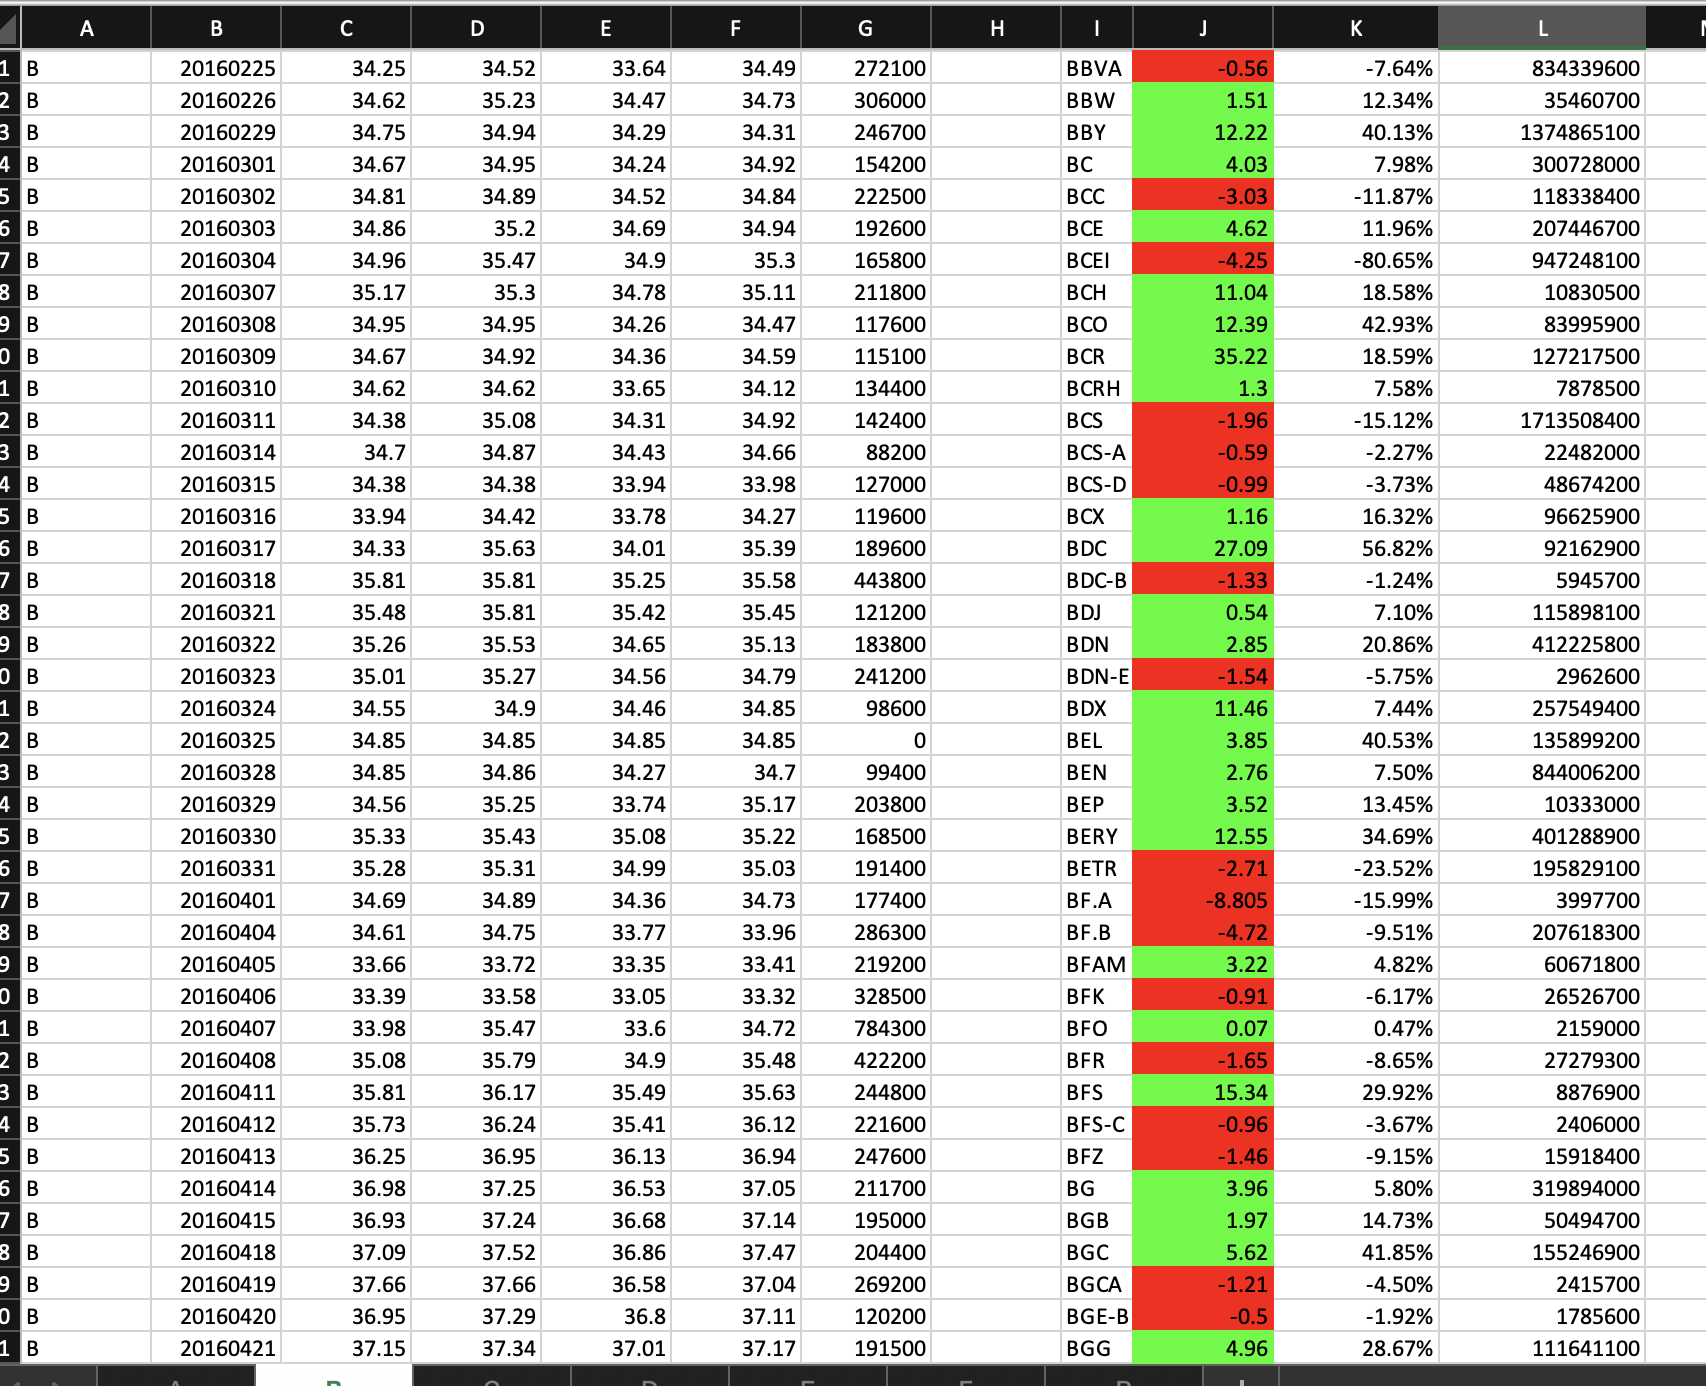 A B C D E F G H I J K L
1 B 20160225 34.25 34.52 33.64 34.49 272100 BBVA -0.56 -7.64% 834339600
2 B 20160226 34.62 35.23 34.47 34.73 306000 BBW 1.51 12.34% 35460700
3 B 20160229 34.75 34.94 34.29 34.31 246700 BBY 12.22 40.13% 1374865100
4 B 20160301 34.67 34.95 34.24 34.92 154200 BC 4.03 7.98% 300728000
5 B 20160302 34.81 34.89 34.52 34.84 222500 BCC -3.03 -11.87% 118338400
6 B 20160303 34.86 35.2 34.69 34.94 192600 BCE 4.62 11.96% 207446700
7 B 20160304 34.96 35.47 34.9 35.3 165800 BCEI -4.25 -80.65% 947248100
8 B 20160307 35.17 35.3 34.78 35.11 211800 BCH 11.04 18.58% 10830500
9 B 20160308 34.95 34.95 34.26 34.47 117600 BCO 12.39 42.93% 83995900
0 B 20160309 34.67 34.92 34.36 34.59 115100 BCR 35.22 18.59% 127217500
1 B 20160310 34.62 34.62 33.65 34.12 134400 BCRH 1.3 7.58% 7878500
2 B 20160311 34.38 35.08 34.31 34.92 142400 BCS -1.96 -15.12% 1713508400
3 B 20160314 34.7 34.87 34.43 34.66 88200 BCS-A -0.59 -2.27% 22482000
4 B 20160315 34.38 34.38 33.94 33.98 127000 BCS-D -0.99 -3.73% 48674200
5 B 20160316 33.94 34.42 33.78 34.27 119600 BCX 1.16 16.32% 96625900
6 B 20160317 34.33 35.63 34.01 35.39 189600 BDC 27.09 56.82% 92162900
7 B 20160318 35.81 35.81 35.25 35.58 443800 BDC-B -1.33 -1.24% 5945700
8 B 20160321 35.48 35.81 35.42 35.45 121200 BDJ 0.54 7.10% 115898100
9 B 20160322 35.26 35.53 34.65 35.13 183800 BDN 2.85 20.86% 412225800
0 B 20160323 35.01 35.27 34.56 34.79 241200 BDN-E -1.54 -5.75% 2962600
1 B 20160324 34.55 34.9 34.46 34.85 98600 BDX 11.46 7.44% 257549400
2 B 20160325 34.85 34.85 34.85 34.85 0 BEL 3.85 40.53% 135899200
3 B 20160328 34.85 34.86 34.27 34.7 99400 BEN 2.76 7.50% 844006200
4 B 20160329 34.56 35.25 33.74 35.17 203800 BEP 3.52 13.45% 10333000
5 B 20160330 35.33 35.43 35.08 35.22 168500 BERY 12.55 34.69% 401288900
6 B 20160331 35.28 35.31 34.99 35.03 191400 BETR -2.71 -23.52% 195829100
7 B 20160401 34.69 34.89 34.36 34.73 177400 BF.A -8.805 -15.99% 3997700
8 B 20160404 34.61 34.75 33.77 33.96 286300 BF.B -4.72 -9.51% 207618300
9 B 20160405 33.66 33.72 33.35 33.41 219200 BFAM 3.22 4.82% 60671800
0 B 20160406 33.39 33.58 33.05 33.32 328500 BFK -0.91 -6.17% 26526700
1 B 20160407 33.98 35.47 33.6 34.72 784300 BFO 0.07 0.47% 2159000
2 B 20160408 35.08 35.79 34.9 35.48 422200 BFR -1.65 -8.65% 27279300
3 B 20160411 35.81 36.17 35.49 35.63 244800 BFS 15.34 29.92% 8876900
4 B 20160412 35.73 36.24 35.41 36.12 221600 BFS-C -0.96 -3.67% 2406000
5 B 20160413 36.25 36.95 36.13 36.94 247600 BFZ -1.46 -9.15% 15918400
6 B 20160414 36.98 37.25 36.53 37.05 211700 BG 3.96 5.80% 319894000
7 B 20160415 36.93 37.24 36.68 37.14 195000 BGB 1.97 14.73% 50494700
8 B 20160418 37.09 37.52 36.86 37.47 204400 BGC 5.62 41.85% 155246900
9 B 20160419 37.66 37.66 36.58 37.04 269200 BGCA -1.21 -4.50% 2415700
0 B 20160420 36.95 37.29 36.8 37.11 120200 BGE-B -0.5 -1.92% 1785600
1 B 20160421 37.15 37.34 37.01 37.17 191500 BGG 4.96 28.67% 111641100